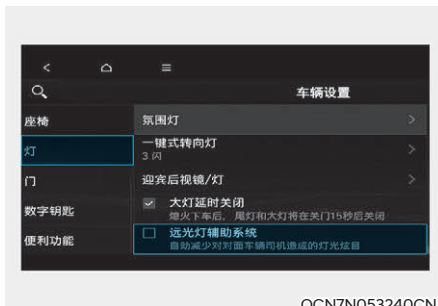 车辆设置
座椅
灯
门
数字钥匙
便利功能
氛围灯
一键式转向灯
3 闪
迎宾后视镜/灯
大灯延时关闭
熄火下车后，尾灯和大灯将在关门15秒后关闭
远光灯辅助系统
自动减少对对面车辆司机造成的灯光炫目
OCN7N053240CN